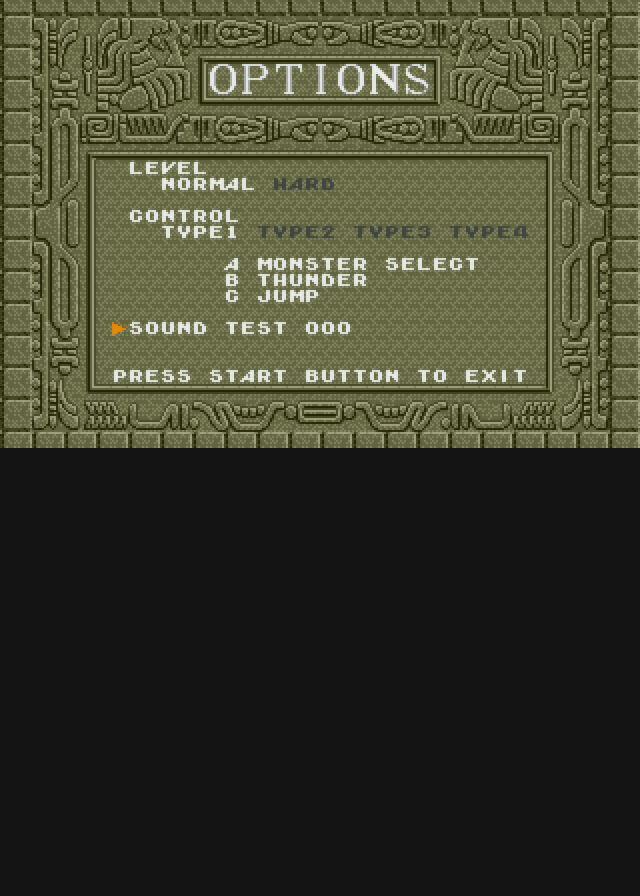 OPTIONS
LEVEL
NORMAL HARD
CONTROL
TYPE1 TYPE2 TYPE3 TYPE4
A MONSTER SELECT
B THUNDER
C JUMP
SOUND TEST 000
PRESS START BUTTON TO EXIT